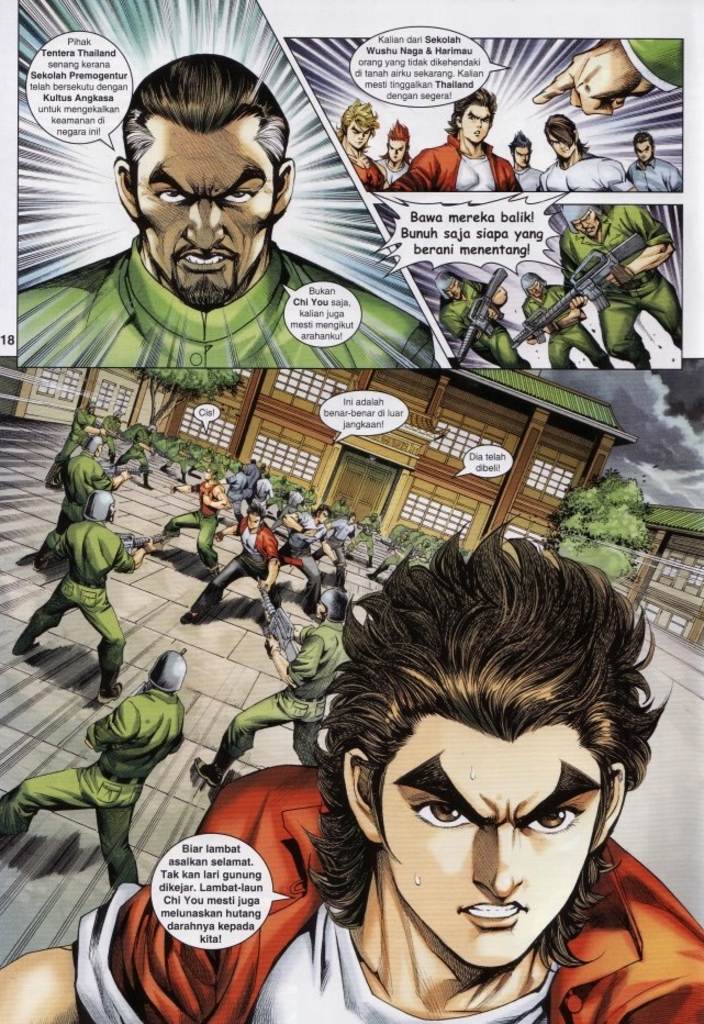 Pihak
Tentera Thailand
senang kerana
Sekolah Premogentur
telah bersekutu dengan
Kultus Angkasa
untuk mengekalkan
keamanan di
negara ini!
Kalian dari Sekolah
Wushu Naga & Harimau
orang yang tidak dikehendaki
di tanah airku sekarang. Kalian
mesti tinggalkan Thailand
dengan segera!
Bukan
Chi You saja,
kalian juga
mesti mengikut
arahanku!
Bawa mereka balik!
Bunuh saja siapa yang
berani menentang!
18
Cis!
Ini adalah
benar-benar di luar
jangkaan!
Dia telah
dibeli!
Biar lambat
asalkan selamat.
Tak kan lari gunung
dikejar. Lambat-laun
Chi You mesti juga
melunaskan hutang
darahnya kepada
kita!